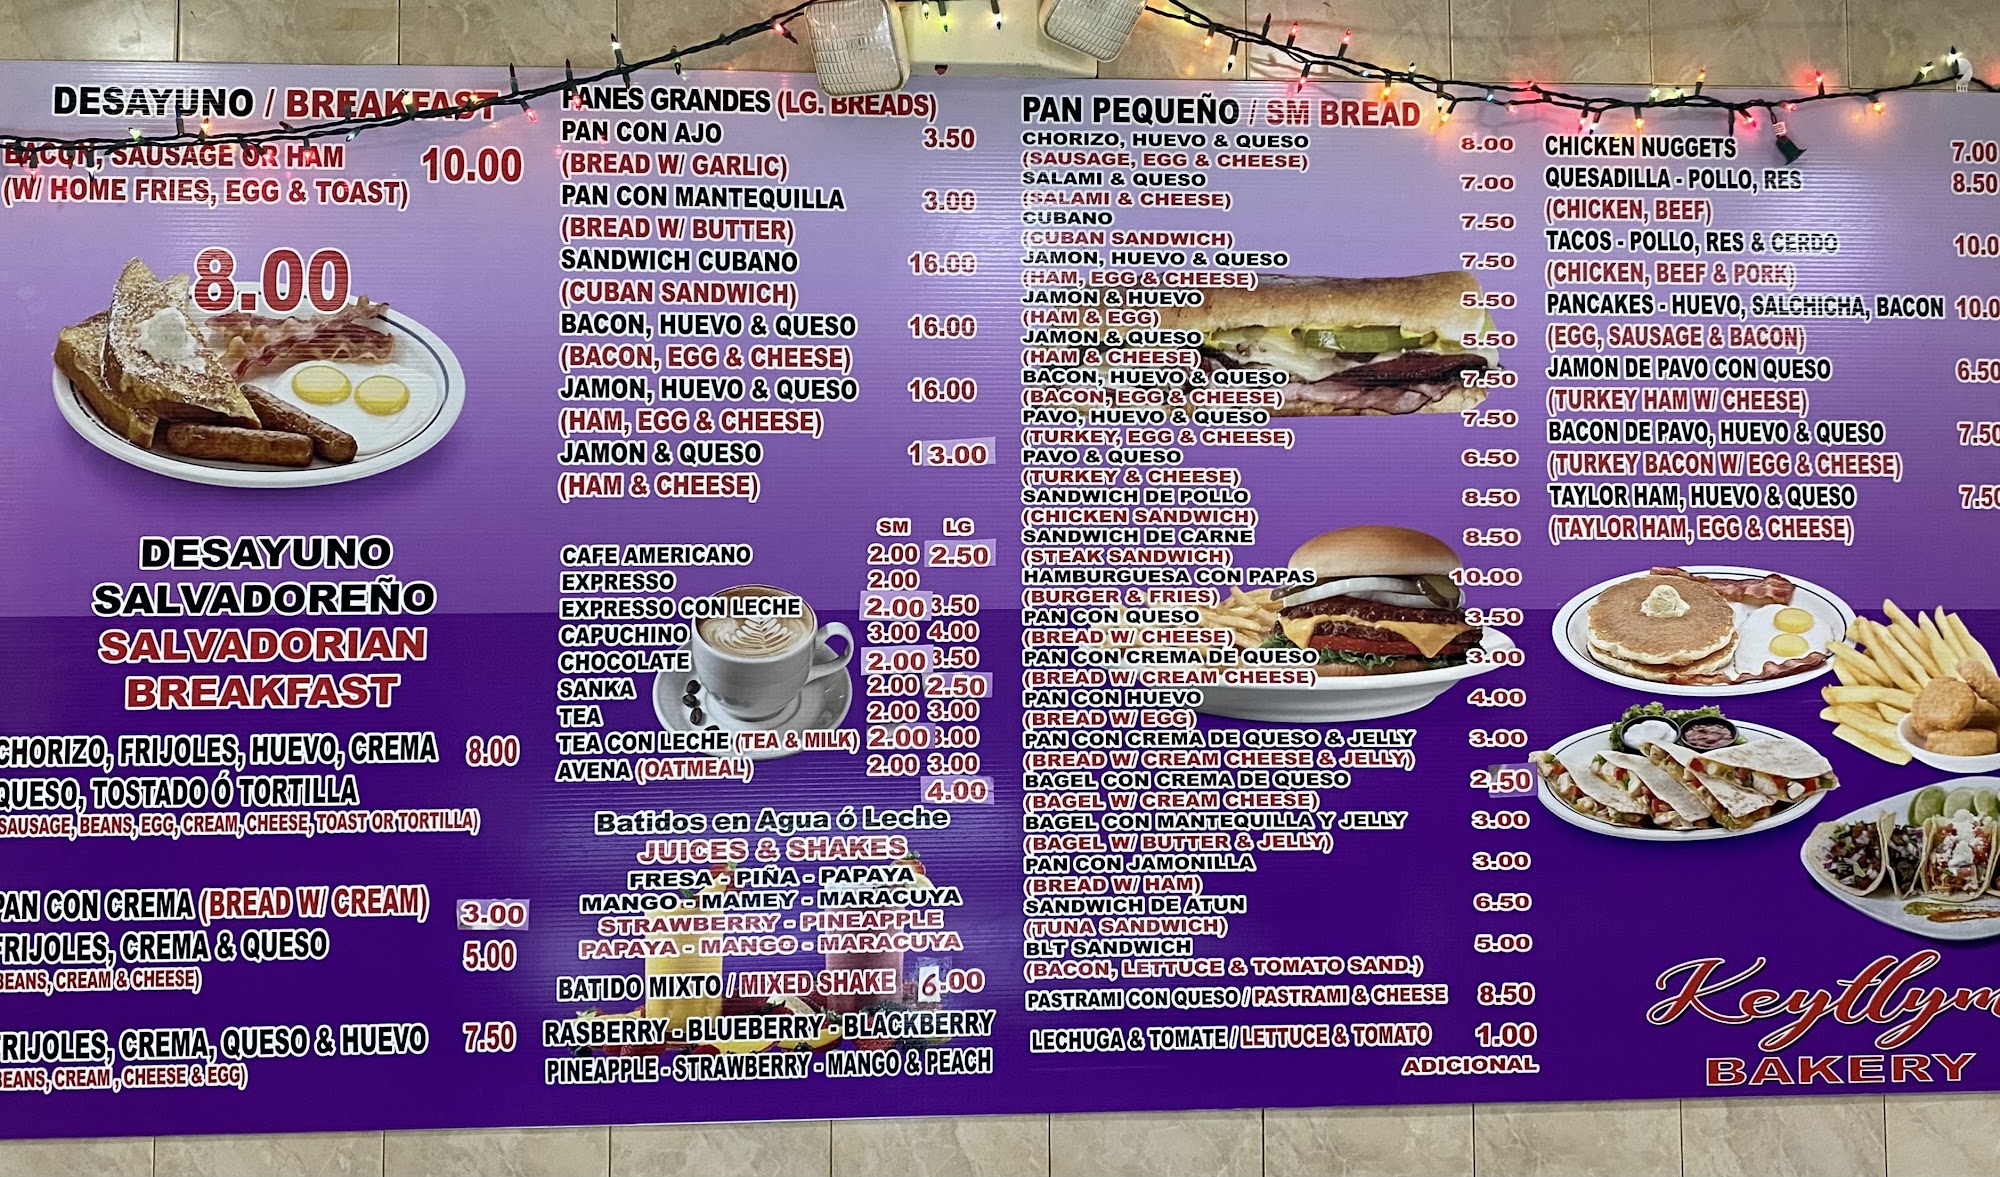 DESAYUNO / BREAKFAST
BACON, SAUSAGE OR HAM 10.00
(W/ HOME FRIES, EGG & TOAST)
8.00
DESAYUNO
SALVADOREÑO
SALVADORIAN
BREAKFAST
CHORIZO, FRIJOLES, HUEVO, CREMA 8.00
QUESO, TOSTADO Ó TORTILLA
SAUSAGE, BEANS, EGG, CREAM, CHEESE, TOAST OR TORTILLA)
PAN CON CREMA (BREAD W/ CREAM) 3.00
FRIJOLES, CREMA & QUESO 5.00
BEANS, CREAM & CHEESE)
FRIJOLES, CREMA, QUESO & HUEVO 7.50
BEANS, CREAM , CHEESE & EGG)
PANES GRANDES (LG. BREADS)
PAN CON AJO 3.50
(BREAD W/ GARLIC)
PAN CON MANTEQUILLA 3.00
(BREAD W/ BUTTER)
SANDWICH CUBANO 16.00
(CUBAN SANDWICH)
BACON, HUEVO & QUESO 16.00
(BACON, EGG & CHEESE)
JAMON, HUEVO & QUESO 16.00
(HAM, EGG & CHEESE)
JAMON & QUESO 13.00
(HAM & CHEESE)
SM LG
CAFE AMERICANO 2.00 2.50
EXPRESSO 2.00
EXPRESSO CON LECHE 2.00 3.50
CAPUCHINO 3.00 4.00
CHOCOLATE 2.00 3.50
SANKA 2.00 2.50
TEA 2.00 3.00
TEA CON LECHE (TEA & MILK) 2.00 3.00
AVENA (OATMEAL) 2.00 3.00
4.00
Batidos en Agua ó Leche
JUICES & SHAKES
FRESA - PIÑA - PAPAYA
MANGO - MAMEY - MARACUYA
STRAWBERRY - PINEAPPLE
PAPAYA - MANGO - MARACUYA
BATIDO MIXTO / MIXED SHAKE 6.00
RASBERRY - BLUEBERRY - BLACKBERRY
PINEAPPLE - STRAWBERRY - MANGO & PEACH
PAN PEQUEÑO / SM BREAD
CHORIZO, HUEVO & QUESO 8.00
(SAUSAGE, EGG & CHEESE)
SALAMI & QUESO 7.00
(SALAMI & CHEESE)
CUBANO 7.50
(CUBAN SANDWICH)
JAMON, HUEVO & QUESO 7.50
(HAM, EGG & CHEESE)
JAMON & HUEVO 5.50
(HAM & EGG)
JAMON & QUESO 5.50
(HAM & CHEESE)
BACON, HUEVO & QUESO 7.50
(BACON, EGG & CHEESE)
PAVO, HUEVO & QUESO 7.50
(TURKEY, EGG & CHEESE)
PAVO & QUESO 6.50
(TURKEY & CHEESE)
SANDWICH DE POLLO 8.50
(CHICKEN SANDWICH)
SANDWICH DE CARNE 8.50
(STEAK SANDWICH)
HAMBURGUESA CON PAPAS 10.00
(BURGER & FRIES)
PAN CON QUESO 3.50
(BREAD W/ CHEESE)
PAN CON CREMA DE QUESO 3.00
(BREAD W/ CREAM CHEESE)
PAN CON HUEVO 4.00
(BREAD W/ EGG)
PAN CON CREMA DE QUESO & JELLY 3.00
(BREAD W/ CREAM CHEESE & JELLY)
BAGEL CON CREMA DE QUESO 2.50
(BAGEL W/ CREAM CHEESE)
BAGEL CON MANTEQUILLA Y JELLY 3.00
(BAGEL W/ BUTTER & JELLY)
PAN CON JAMONILLA 3.00
(BREAD W/ HAM)
SANDWICH DE ATUN 6.50
(TUNA SANDWICH)
BLT SANDWICH 5.00
(BACON, LETTUCE & TOMATO SAND.)
PASTRAMI CON QUESO / PASTRAMI & CHEESE 8.50
LECHUGA & TOMATE / LETTUCE & TOMATO 1.00
ADICIONAL
CHICKEN NUGGETS 7.00
QUESADILLA - POLLO, RES 8.50
(CHICKEN, BEEF)
TACOS - POLLO, RES & CERDO 10.0
(CHICKEN, BEEF & PORK)
PANCAKES - HUEVO, SALCHICHA, BACON 10.0
(EGG, SAUSAGE & BACON)
JAMON DE PAVO CON QUESO 6.50
(TURKEY HAM W/ CHEESE)
BACON DE PAVO, HUEVO & QUESO 7.50
(TURKEY BACON W/ EGG & CHEESE)
TAYLOR HAM, HUEVO & QUESO 7.50
(TAYLOR HAM, EGG & CHEESE)
Keytlym
BAKERY